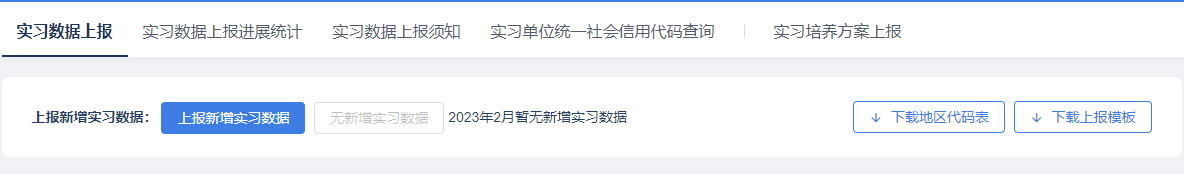 实习数据上报 实习数据上报进展统计 实习数据上报须知 实习单位统一社会信用代码查询 实习培养方案上报
上报新增实习数据： 上报新增实习数据 无新增实习数据 2023年2月暂无新增实习数据 下载地区代码表 下载上报模板